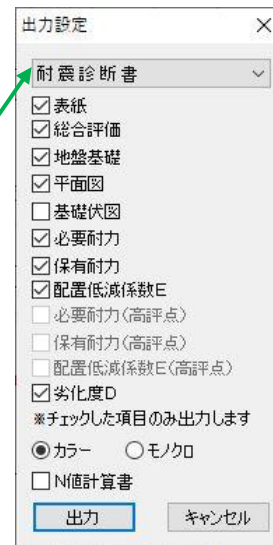 出力設定
耐震診断書
表紙
総合評価
地盤基礎
平面図
基礎伏図
必要耐力
保有耐力
配置低減係数E
必要耐力(高評点)
保有耐力(高評点)
配置低減係数E(高評点)
劣化度D
※チェックした項目のみ出力します
カラー モノクロ
N値計算書
出力 キャンセル